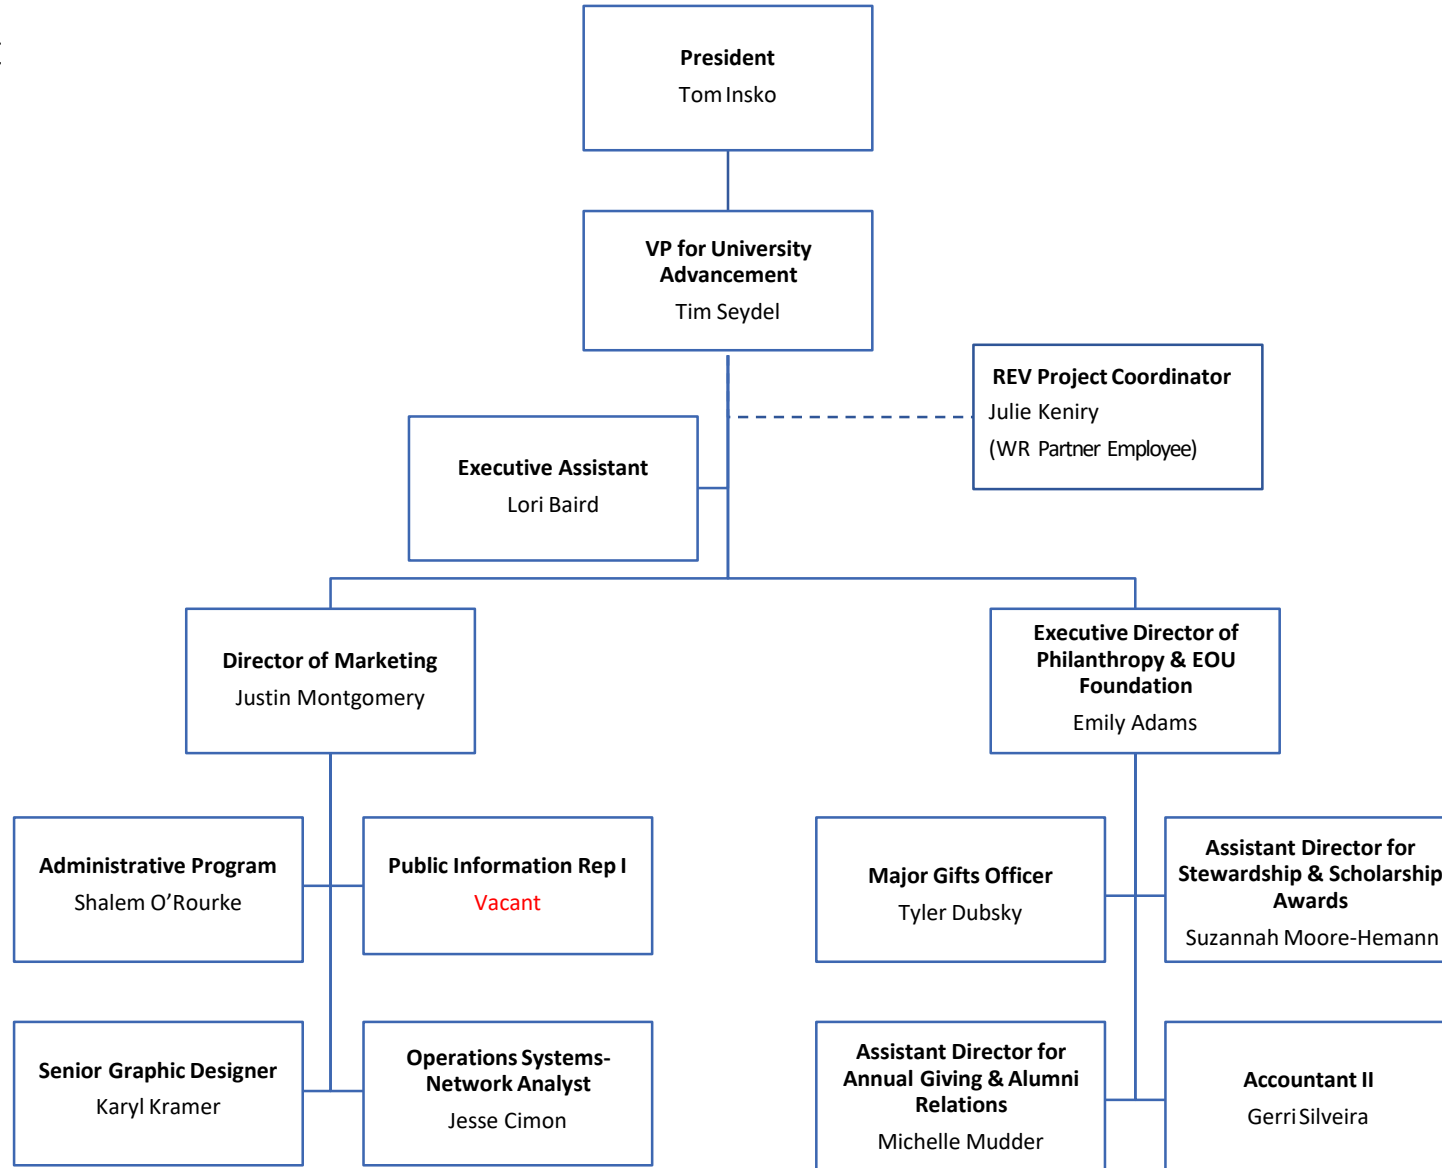 President
Tom Insko
VP for University
Advancement
Tim Seydel
REV Project Coordinator
Julie Keniry
(WR Partner Employee)
Executive Assistant
Lori Baird
Director of Marketing
Justin Montgomery
Executive Director of
Philanthropy & EOU
Foundation
Emily Adams
Administrative Program
Shalem O’Rourke
Public Information Rep I
Vacant
Major Gifts Officer
Tyler Dubsky
Assistant Director for
Stewardship & Scholarship
Awards
Suzannah Moore-Hemann
Senior Graphic Designer
Karyl Kramer
Operations Systems-
Network Analyst
Jesse Cimon
Assistant Director for
Annual Giving & Alumni
Relations
Michelle Mudder
Accountant II
Gerri Silveira